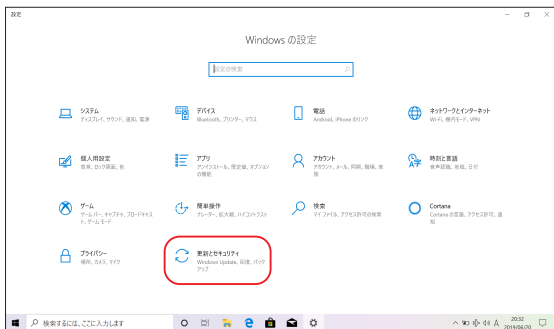 設定
Windows の設定
設定の検索
システム
ディスプレイ、サウンド、通知、電源
デバイス
Bluetooth、プリンター、マウス
電話
Android、iPhone のリンク
ネットワークとインターネット
Wi-Fi、機内モード、VPN
個人用設定
背景、ロック画面、色
アプリ
アンインストール、既定値、オプション
の機能
アカウント
アカウント、メール、同期、職場、家
族
時刻と言語
音声認識、地域、日付
ゲーム
ゲーム バー、キャプチャ、ブロードキャス
ト、ゲーム モード
簡単操作
ナレーター、拡大鏡、ハイコントラスト
検索
マイ ファイル、アクセス許可の検索
Cortana
Cortana の言語、アクセス許可、通
知
プライバシー
場所、カメラ、マイク
更新とセキュリティ
Windows Update、回復、バック
アップ
検索するには、ここに入力します
A
20:32
2019/06/20